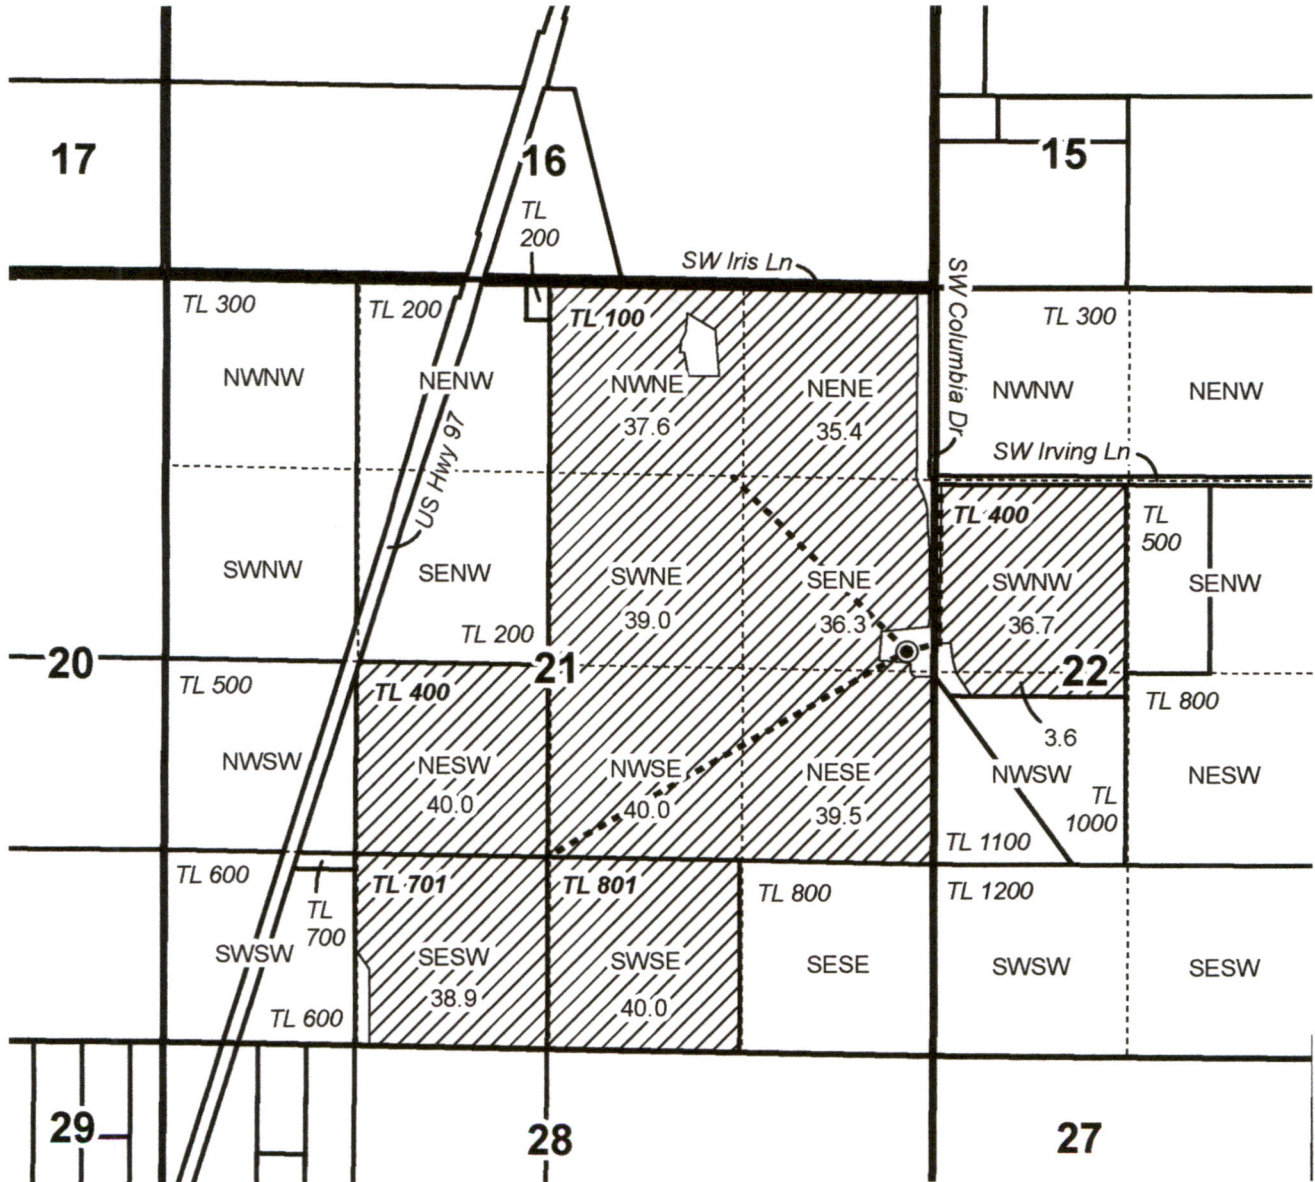 17
16
15
TL
200
SW Iris Ln
SW Columbia Dr
TL 300
TL 200
TL 100
TL 300
NWNW
NENW
NWNE
37.6
NENE
35.4
NWNW
NENW
US Hwy 97
SW Irving Ln
TL 400
TL
500
SWNW
SENW
SWNE
39.0
SENE
36.3
SWNW
36.7
SENW
TL 200
20
21
22
TL 500
TL 400
TL 800
3.6
NWSW
NESW
40.0
NWSE
40.0
NESE
39.5
NWSW
NESW
TL
1000
TL 1100
TL 600
TL
700
TL 701
TL 801
TL 800
TL 1200
SWSW
SESW
38.9
SWSE
40.0
SESE
SWSW
SESW
TL 600
29
28
27